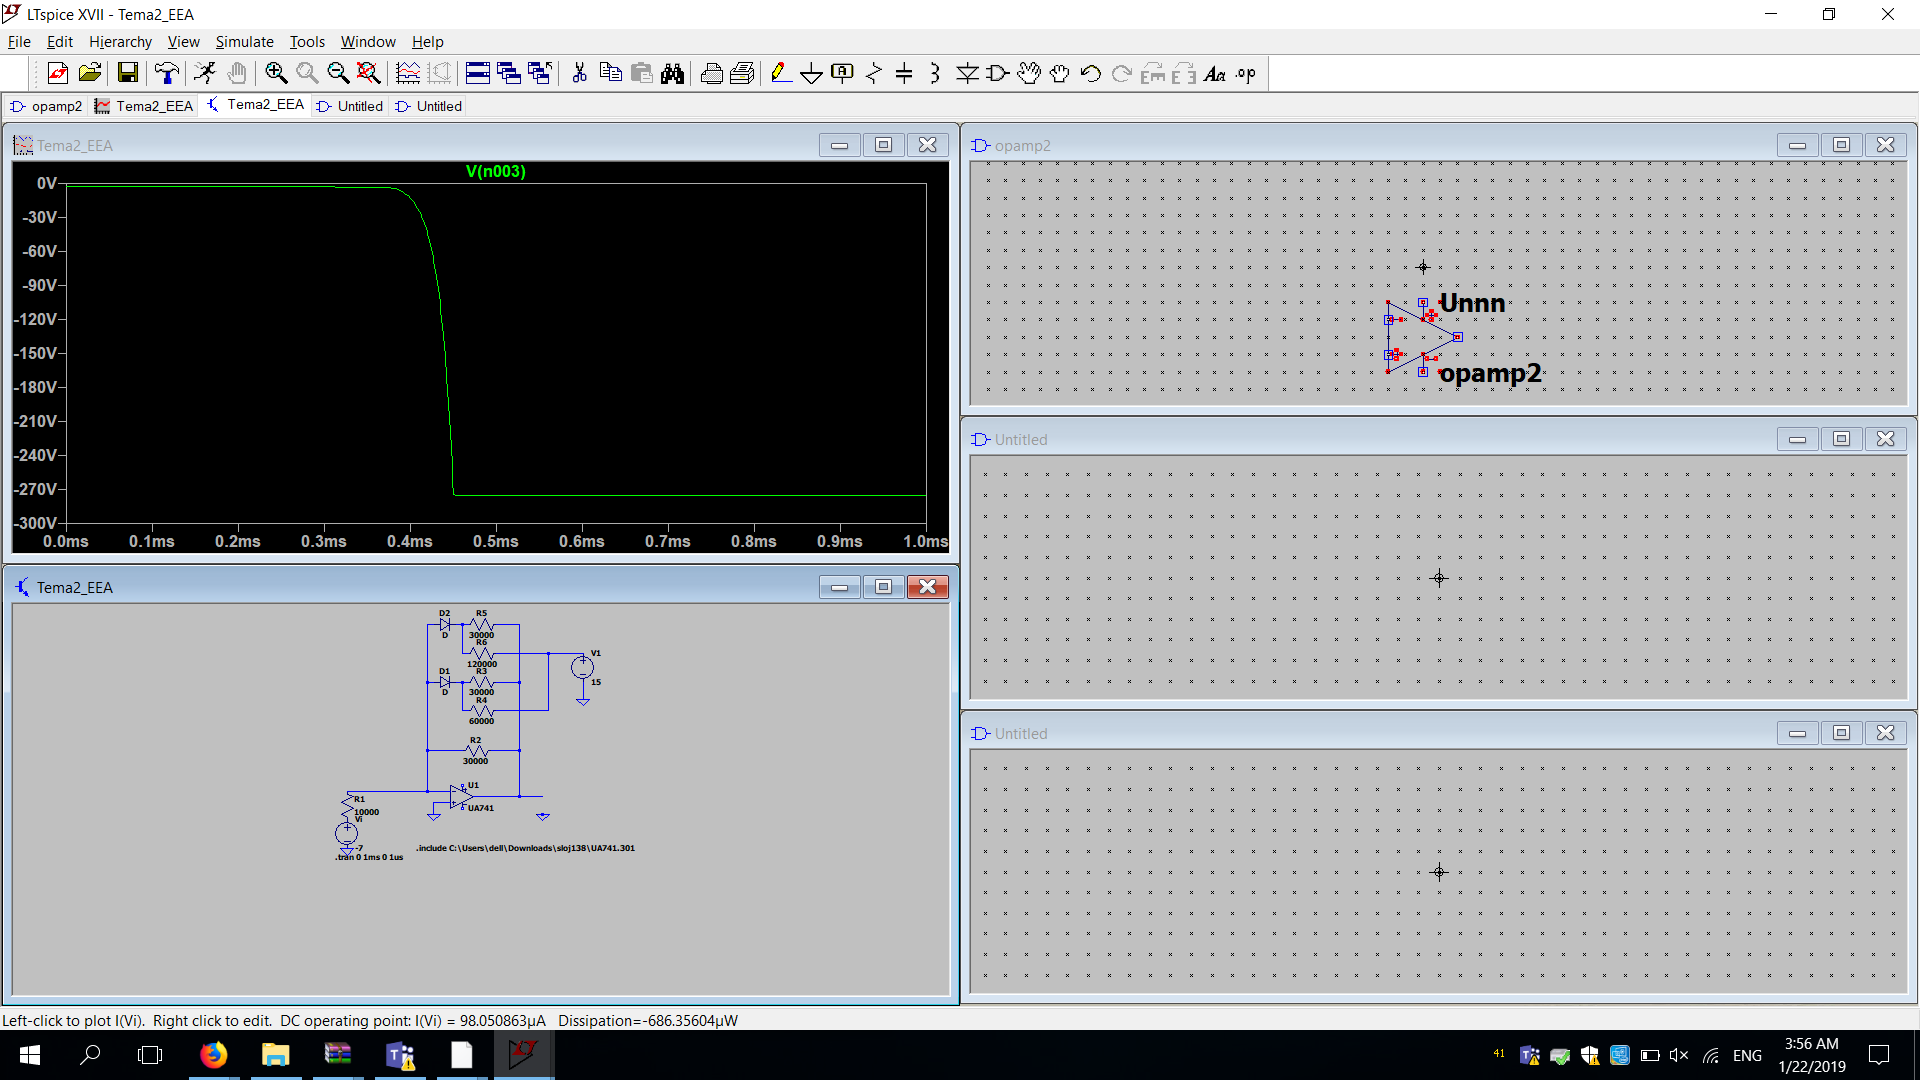 LTspice XVII - Tema2_EEA
File Edit Hierarchy View Simulate Tools Window Help
opamp2 Tema2_EEA Tema2_EEA Untitled Untitled
Tema2_EEA
V(n003)
0V
-30V
-60V
-90V
-120V
-150V
-180V
-210V
-240V
-270V
-300V
0.0ms 0.1ms 0.2ms 0.3ms 0.4ms 0.5ms 0.6ms 0.7ms 0.8ms 0.9ms 1.0ms
opamp2
Unnn
opamp2
Untitled
Untitled
Tema2_EEA
D2 R5
D 30000
R6
120000
V1
15
D1 R3
D 30000
R4
60000
R2
30000
U1
UA741
R1
10000
Vi
-7
.tran 0 1ms 0 1us
.include C:\Users\dell\Downloads\sloj138\UA741.301
Left-click to plot I(Vi). Right click to edit. DC operating point: I(Vi) = 98.050863µA Dissipation=-686.35604µW
41
ENG
3:56 AM
1/22/2019